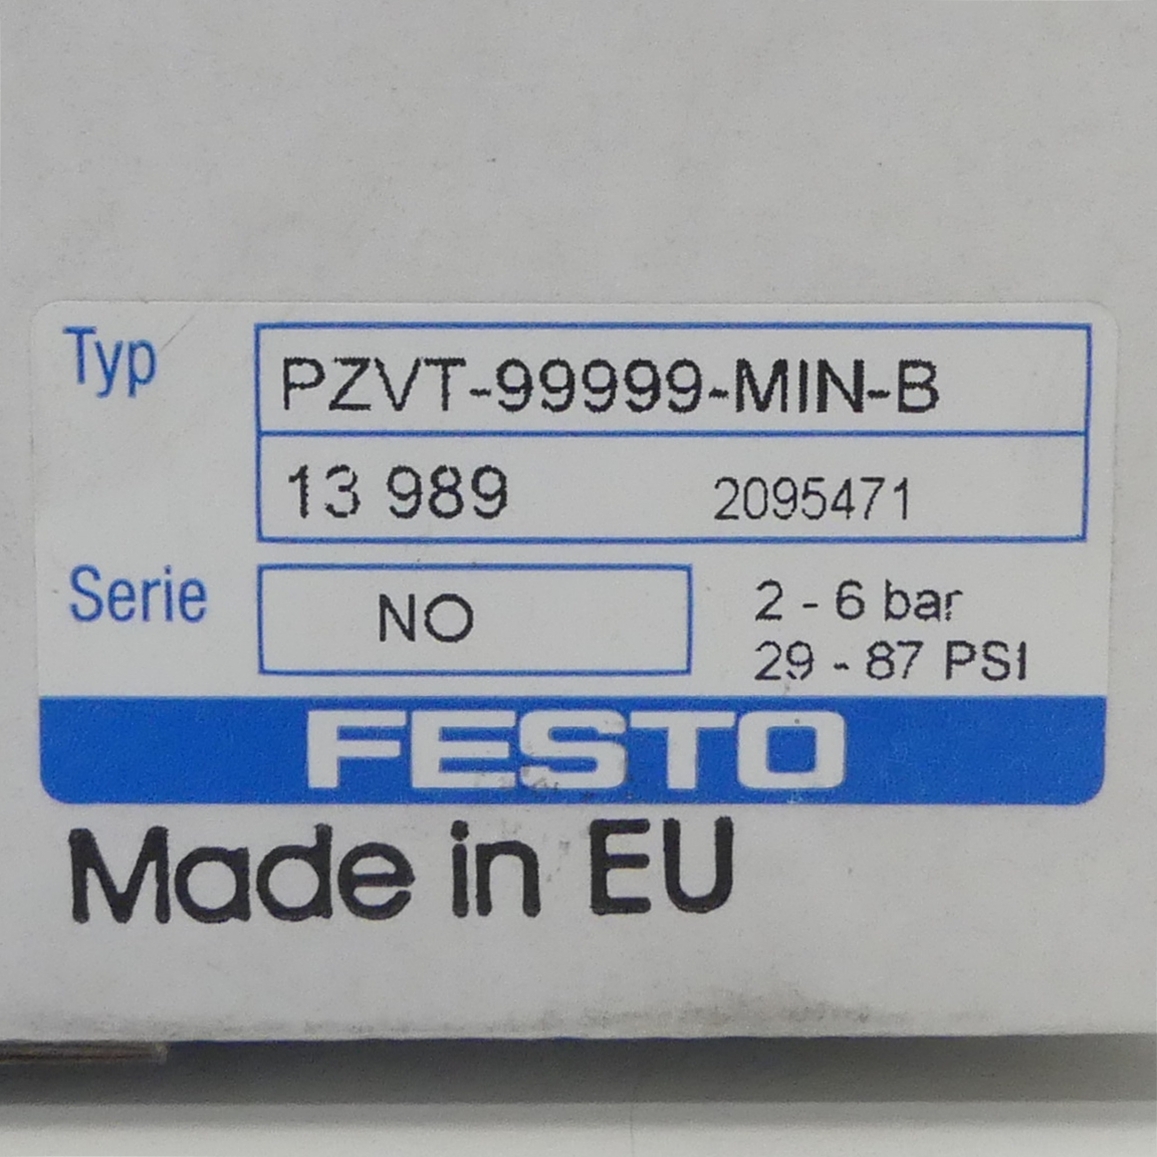 Typ PZVT-99999-MIN-B
13 989 2095471
Serie NO 2 - 6 bar
29 - 87 PSI
FESTO
Made in EU